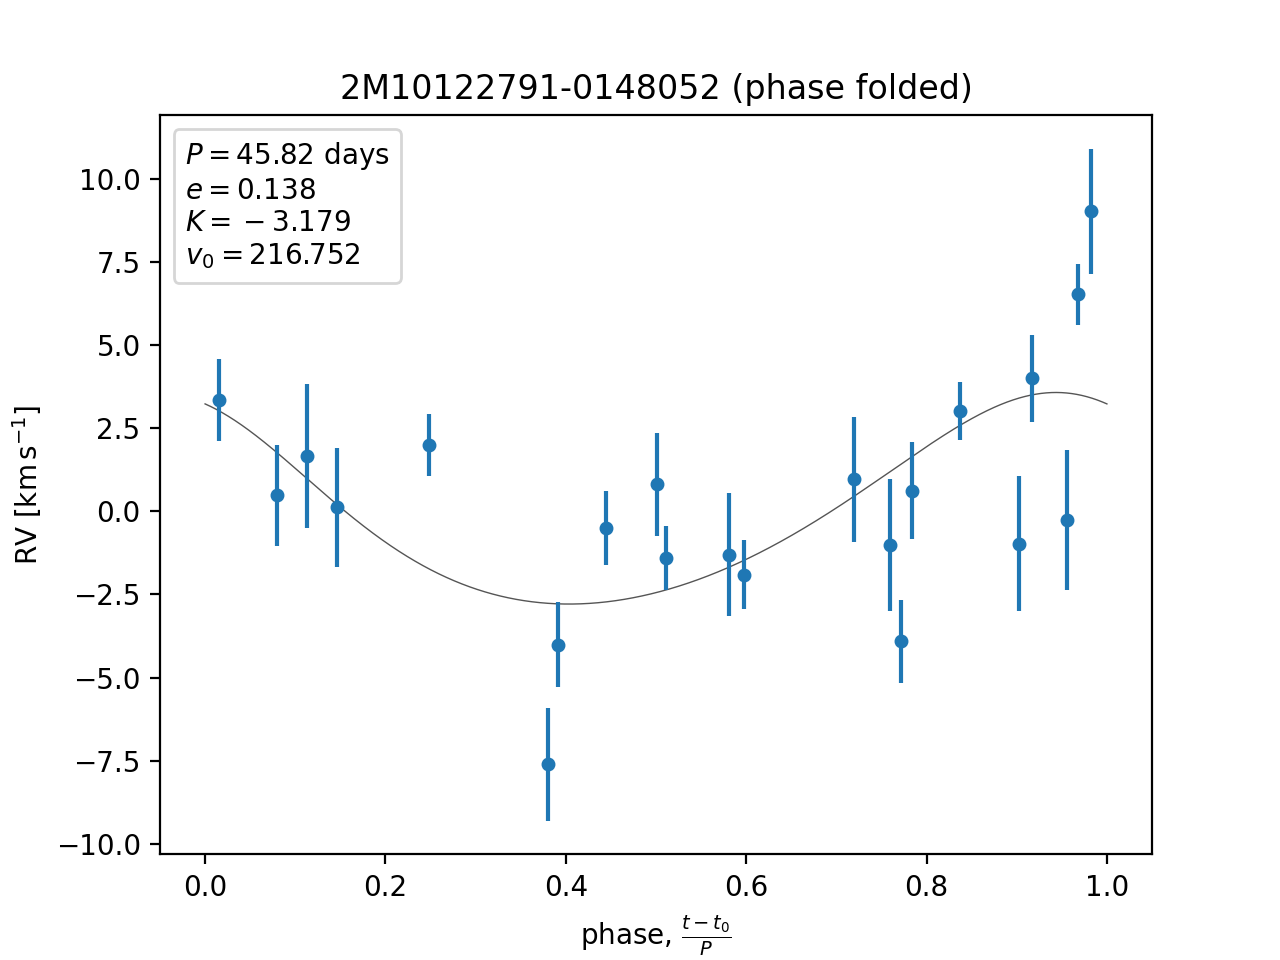 2M10122791-0148052 (phase folded)
P = 45.82 days
e = 0.138
K = −3.179
v₀ = 216.752
10.0
7.5
5.0
2.5
0.0
−2.5
−5.0
−7.5
−10.0
RV [km s⁻¹]
0.0 0.2 0.4 0.6 0.8 1.0
phase, (t − t₀)/P